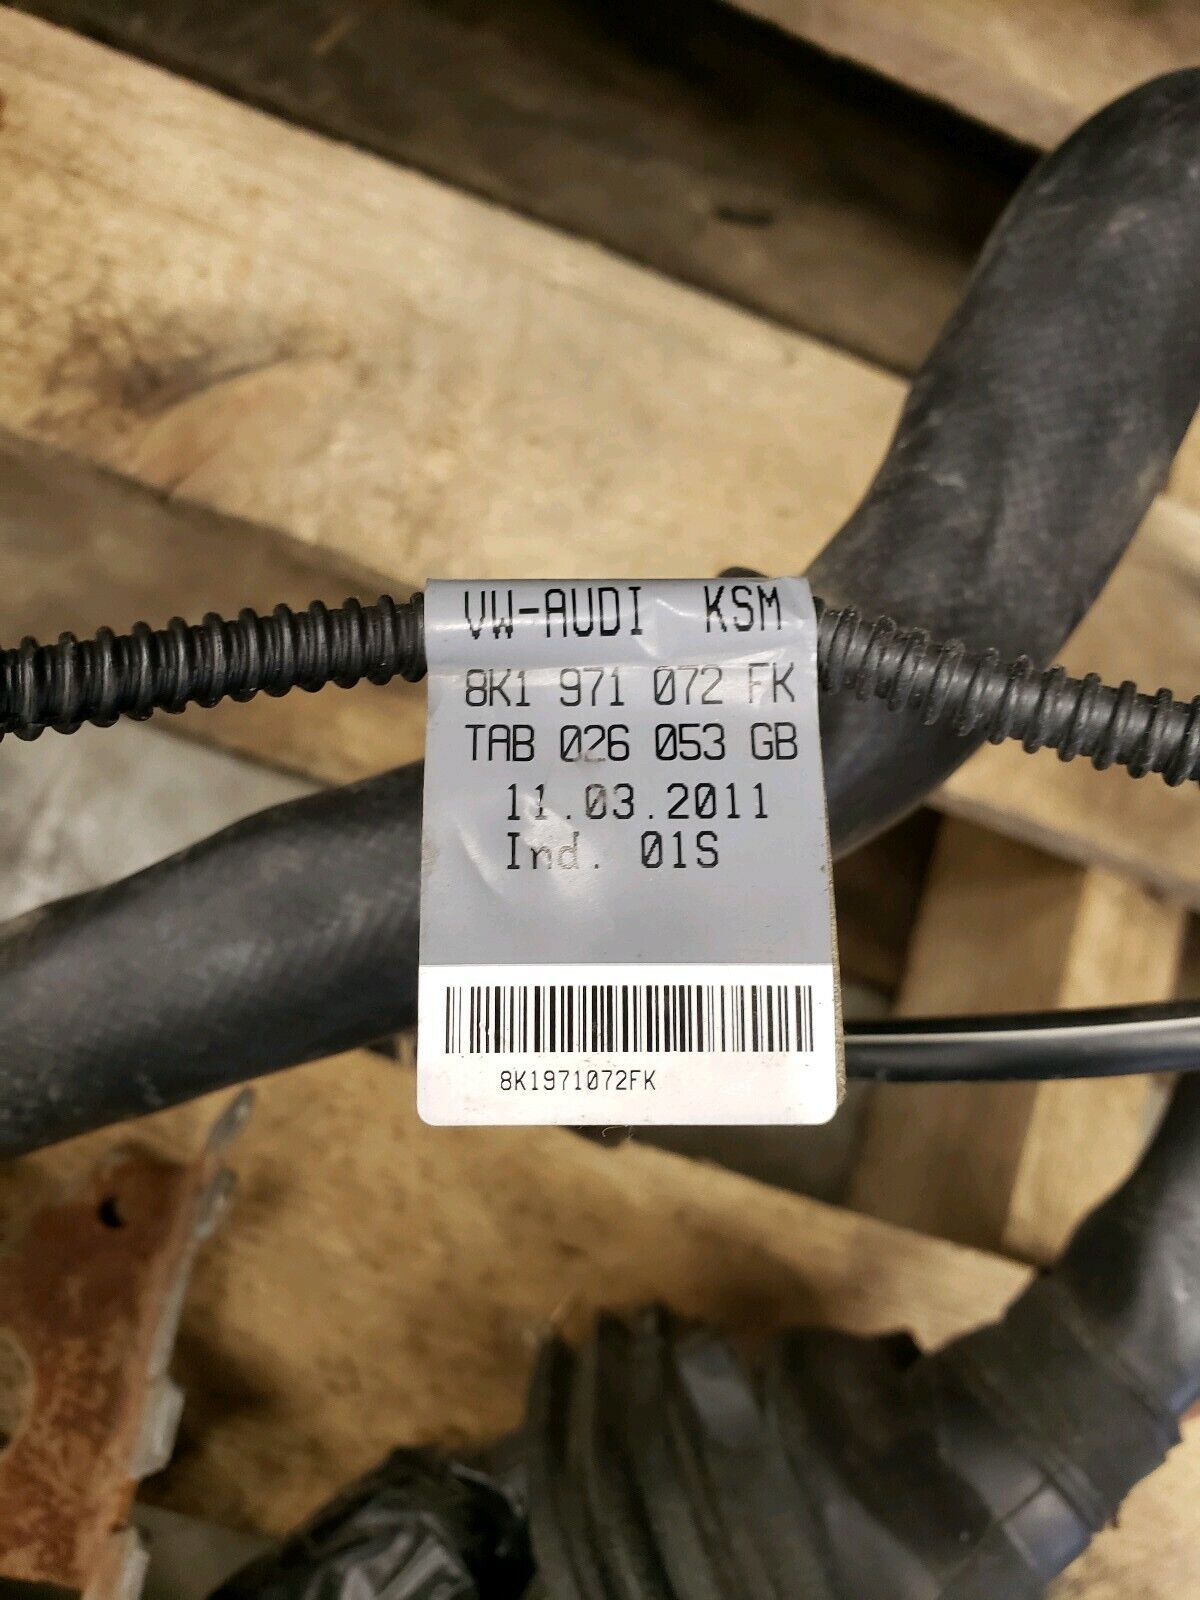 VW-AUDI KSM
8K1 971 072 FK
TAB 026 053 GB
11.03.2011
Ind. 01S
8K1971072FK